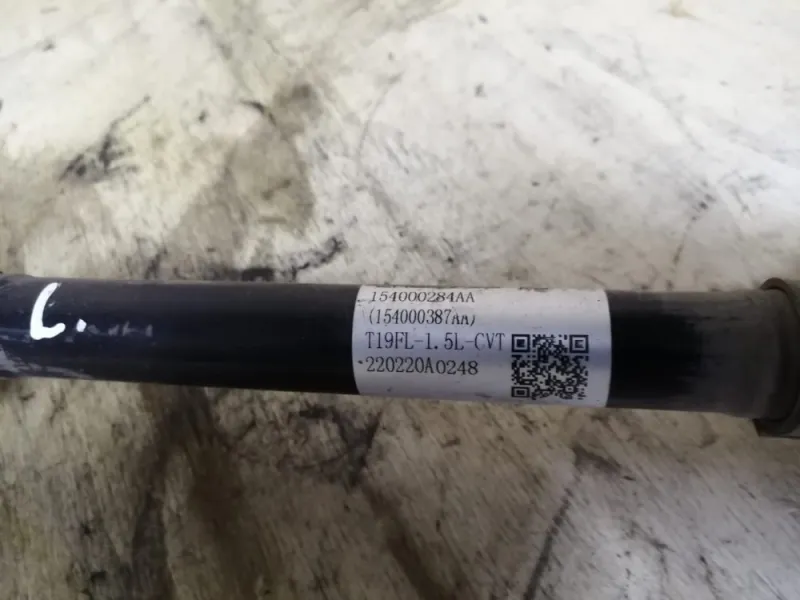 L.
154000284AA
(154000387AA)
T19FL-1.5L-CVT
220220A0248